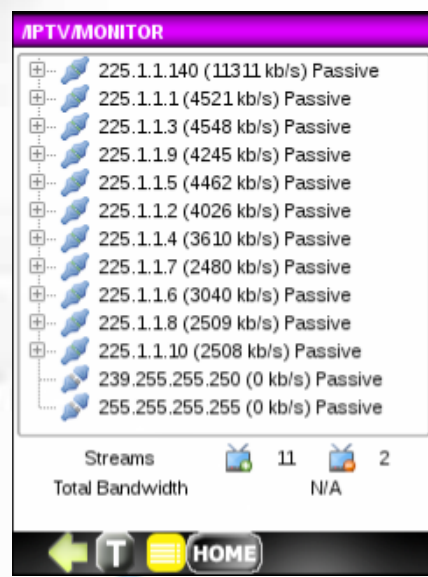 /IPTV/MONITOR
225.1.1.140 (11311 kb/s) Passive
225.1.1.1 (4521 kb/s) Passive
225.1.1.3 (4548 kb/s) Passive
225.1.1.9 (4245 kb/s) Passive
225.1.1.5 (4462 kb/s) Passive
225.1.1.2 (4026 kb/s) Passive
225.1.1.4 (3610 kb/s) Passive
225.1.1.7 (2480 kb/s) Passive
225.1.1.6 (3040 kb/s) Passive
225.1.1.8 (2509 kb/s) Passive
225.1.1.10 (2508 kb/s) Passive
239.255.255.250 (0 kb/s) Passive
255.255.255.255 (0 kb/s) Passive
Streams 11 2
Total Bandwidth N/A
T HOME